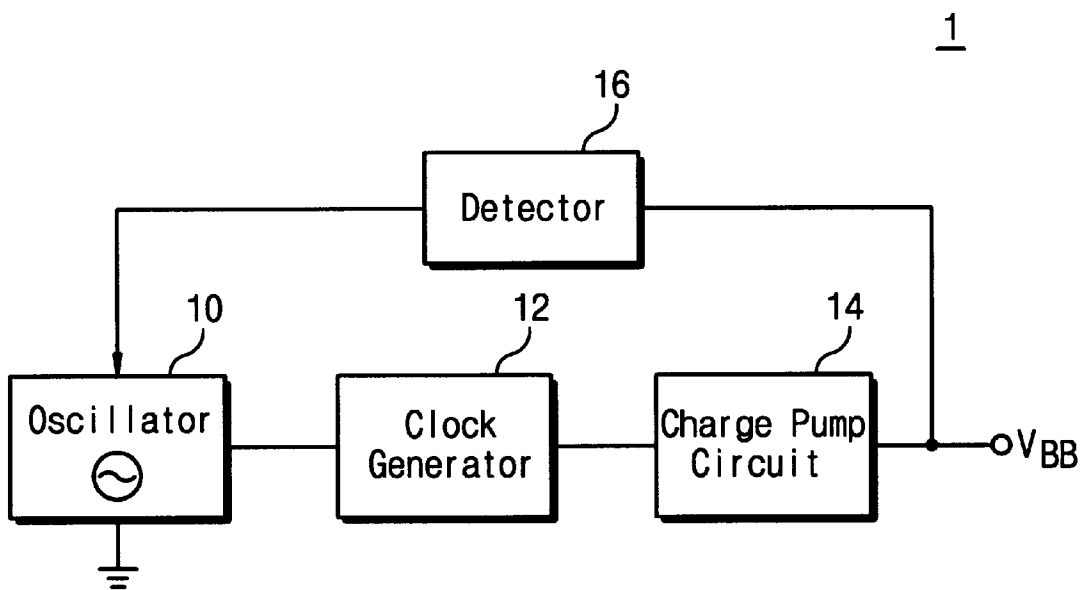 1
16
Detector
10
12
14
Oscillator
Clock
Generator
Charge Pump
Circuit
VBB